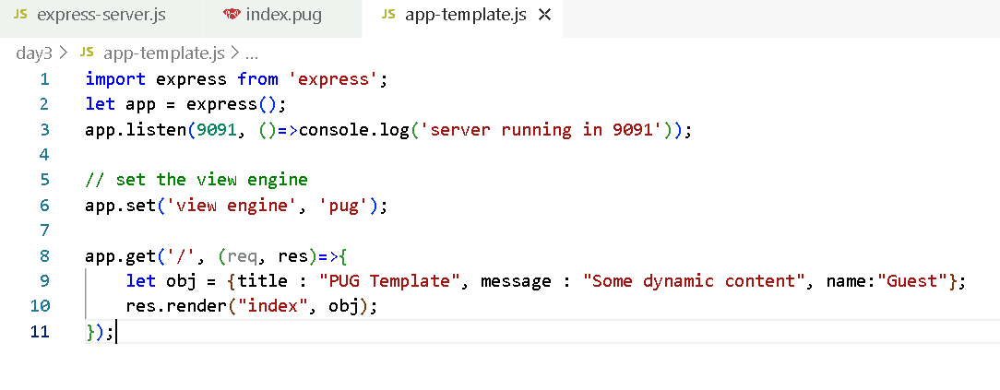 JS express-server.js index.pug JS app-template.js ×
day3 > JS app-template.js > ...
1 import express from 'express';
2 let app = express();
3 app.listen(9091, ()=>console.log('server running in 9091'));
4
5 // set the view engine
6 app.set('view engine', 'pug');
7
8 app.get('/', (req, res)=>{
9 let obj = {title : "PUG Template", message : "Some dynamic content", name:"Guest"};
10 res.render("index", obj);
11 });